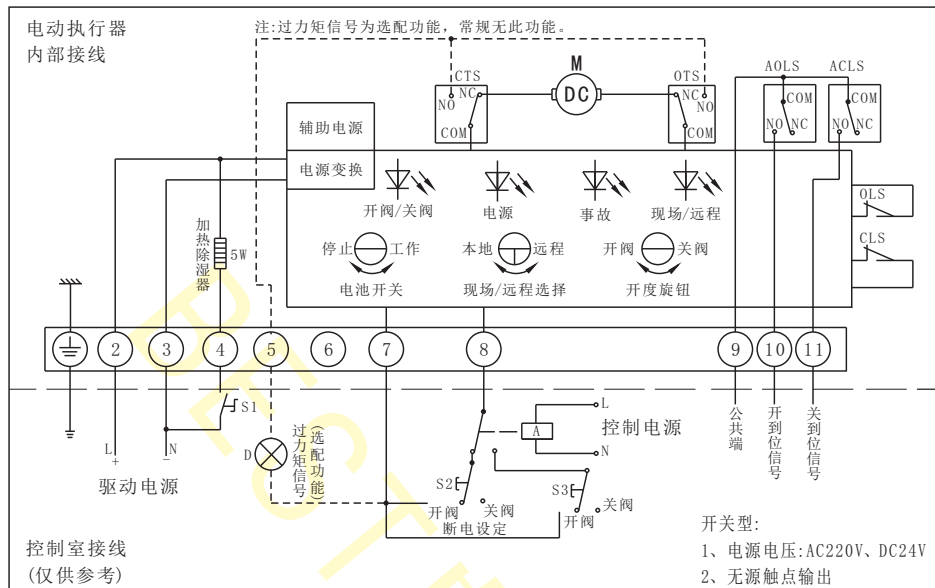 电动执行器
内部接线
注:过力矩信号为选配功能，常规无此功能。
M
DC
CTS
NC
NO
COM
OTS
NC
NO
COM
AOLS
ACLS
COM
NO
NC
COM
NO
NC
辅助电源
电源变换
开阀/关阀
电源
事故
现场/远程
OLS
CLS
加热除湿器
5W
停止
工作
电池开关
本地
远程
现场/远程选择
开阀
关阀
开度旋钮
2
3
4
5
6
7
8
9
10
11
S1
L
+
N
−
驱动电源
D
过力矩信号
(选配功能)
A
L
N
控制电源
S2
开阀
关阀
断电设定
S3
开阀
关阀
公共端
开到位信号
关到位信号
控制室接线
(仅供参考)
开关型:
1、电源电压:AC220V、DC24V
2、无源触点输出
BEST